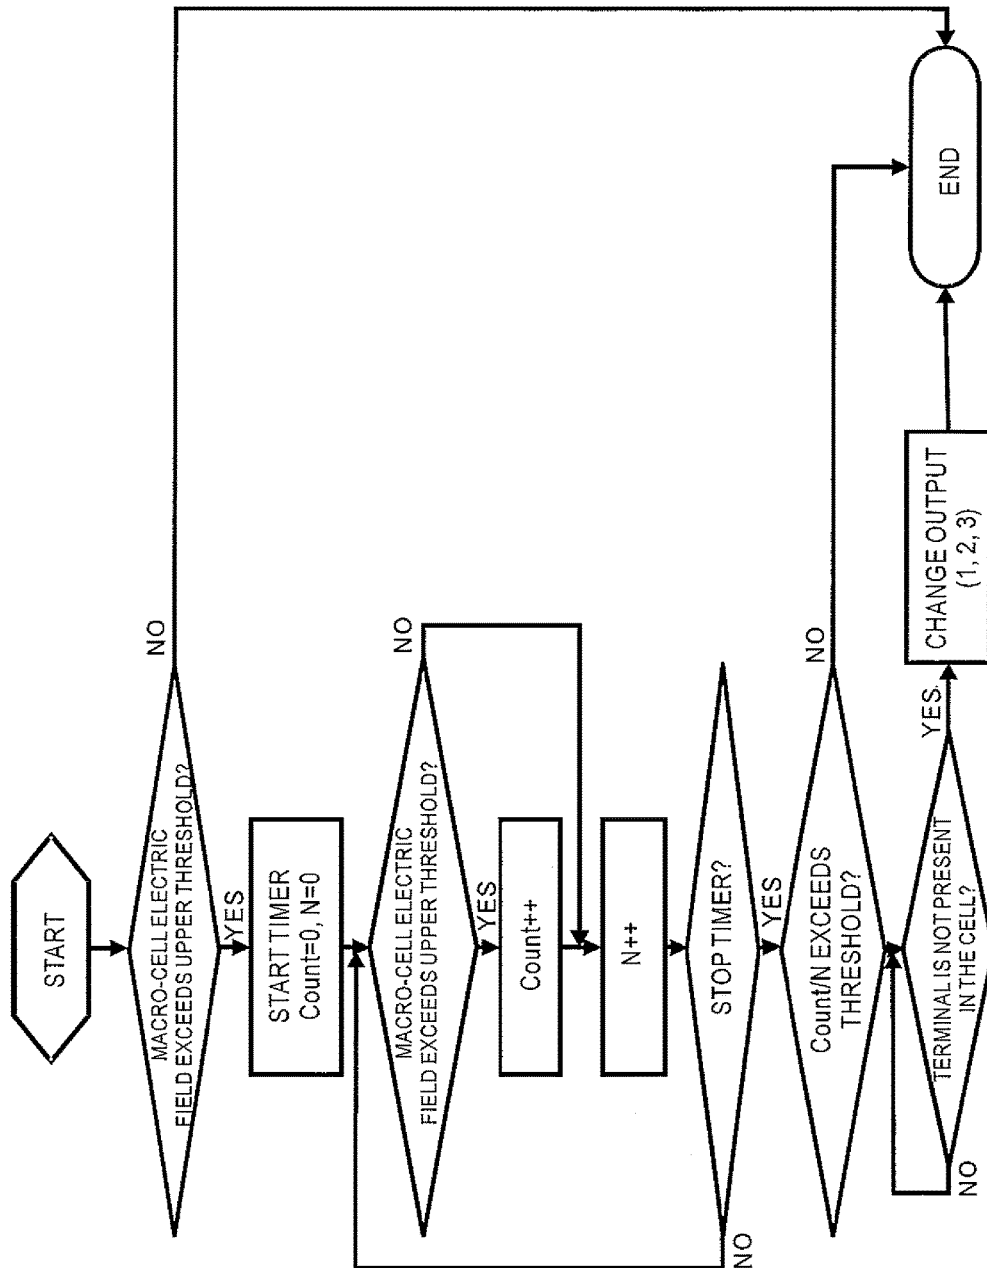 START
MACRO-CELL ELECTRIC
FIELD EXCEEDS UPPER THRESHOLD?
NO
YES
START TIMER
Count=0, N=0
MACRO-CELL ELECTRIC
FIELD EXCEEDS UPPER THRESHOLD?
NO
YES
Count++
N++
STOP TIMER?
NO
YES
Count/N EXCEEDS
THRESHOLD?
NO
TERMINAL IS NOT PRESENT
IN THE CELL?
NO
YES
CHANGE OUTPUT
(1, 2, 3)
END